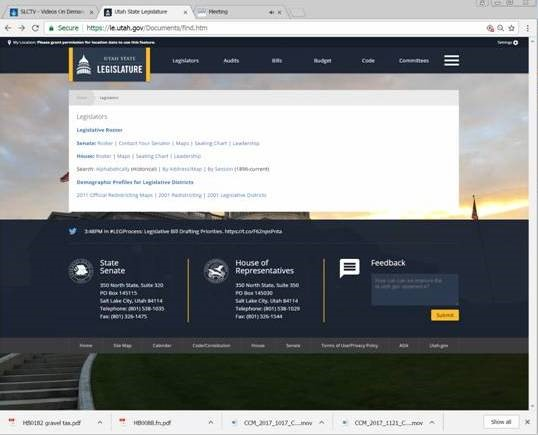 SLCTV - Videos On Deman
Utah State Legislature
Meeting
Secure
https://le.utah.gov/Documents/find.htm
My Location: Please grant permission for location data to use this feature.
Settings
UTAH STATE
LEGISLATURE
Legislators
Audits
Bills
Budget
Code
Committees
Home
Legislators
Legislators
Legislative Roster
Senate: Roster | Contact Your Senator | Maps | Seating Chart | Leadership
House: Roster | Maps | Seating Chart | Leadership
Search: Alphabetically (Historical) | By Address/Map | By Session (1896-current)
Demographic Profiles for Legislative Districts
2011 Official Redistricting Maps | 2001 Redistricting | 2001 Legislative Districts
3:48PM in #LEGProcess: Legislative Bill Drafting Priorities.
State
Senate
350 North State, Suite 320
PO Box 145115
Salt Lake City, Utah 84114
Telephone: (801) 538-1035
Fax: (801) 326-1475
House of
Representatives
350 North State, Suite 350
PO Box 145030
Salt Lake City, Utah 84114
Telephone: (801) 538-1029
Fax: (801) 326-1544
Feedback
How can we improve the
le.utah.gov experience?
Submit
Home
Site Map
Calendar
Code/Constitution
House
Senate
Terms of Use/Privacy Policy
ADA
Utah.gov
HB0182 gravel tax.pdf
HB0088.fn.pdf
CCM_2017_1017_C....mov
CCM_2017_1121_C....mov
Show all